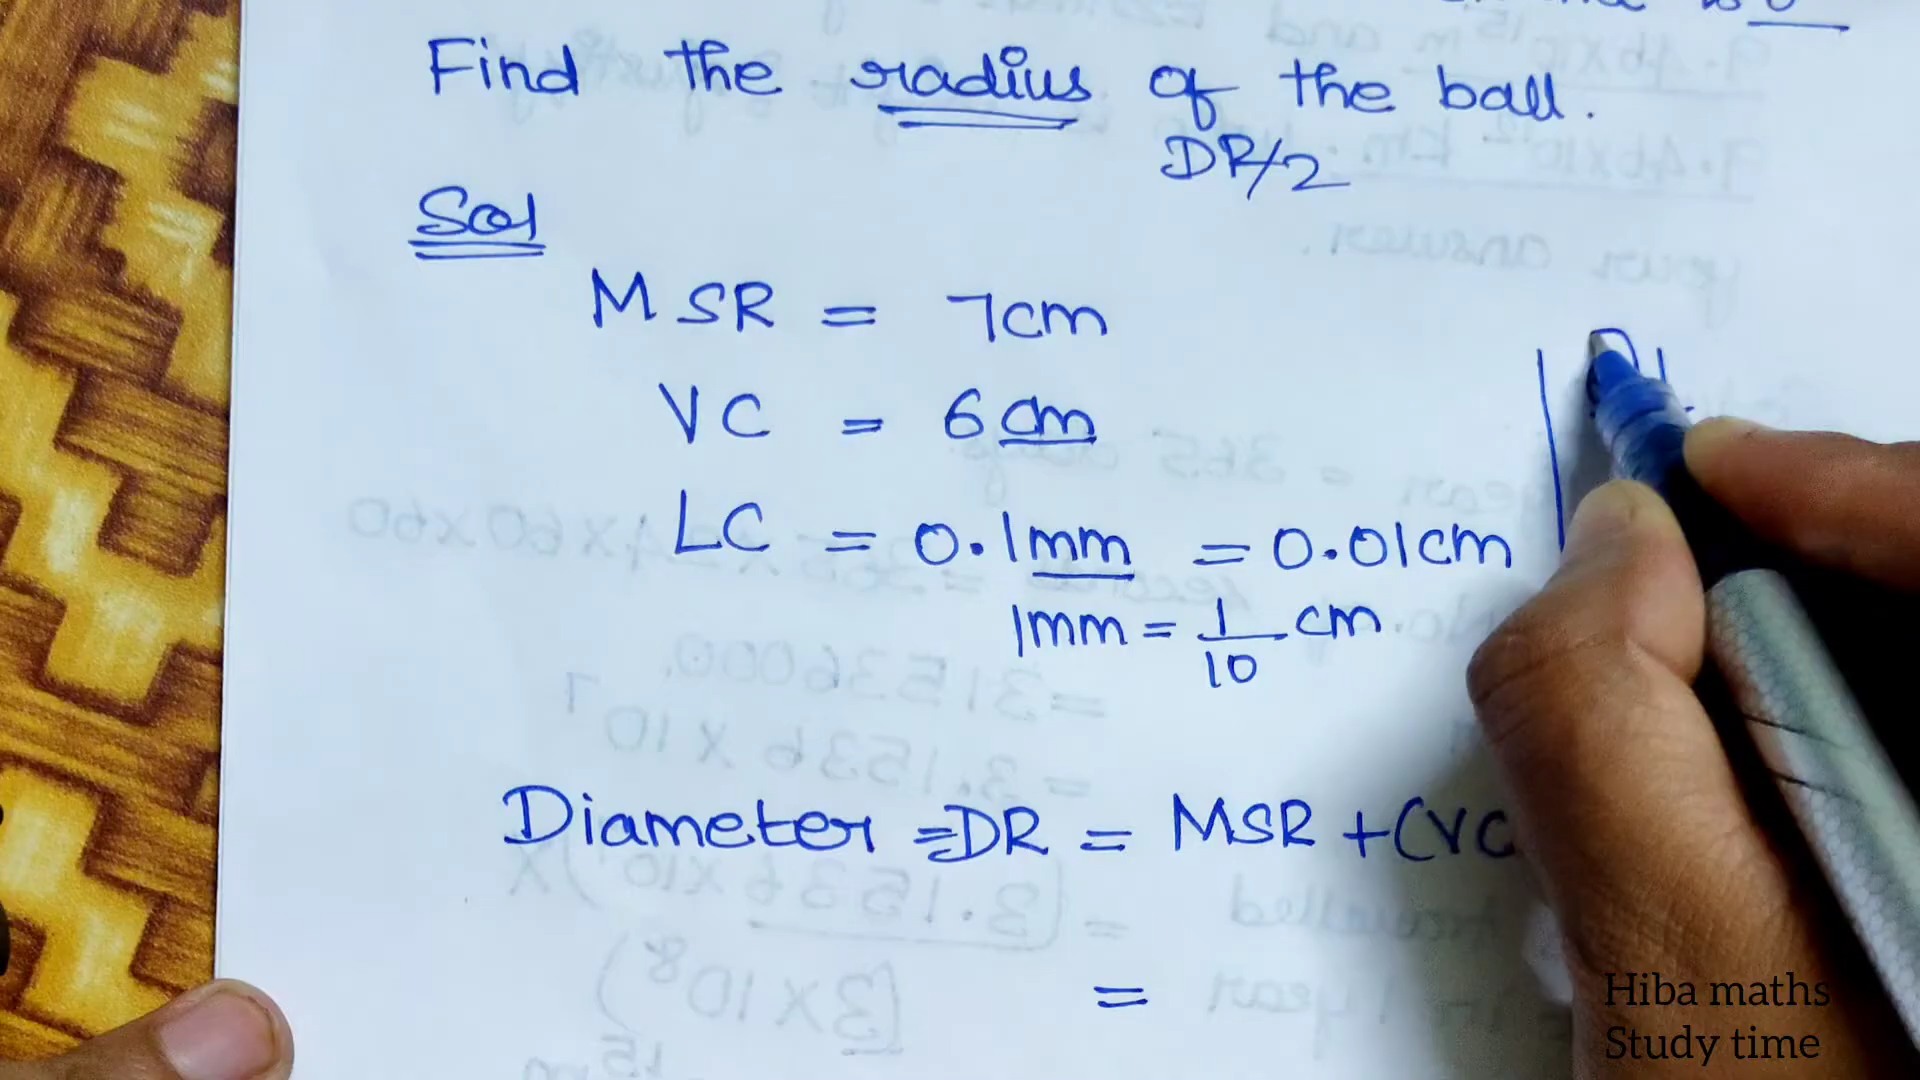 Find the radius of the ball.
DR/2
Sol
MSR = 7cm
VC = 6 cm
LC = 0.1mm = 0.01cm
1mm = 1/10 cm
Diameter = DR = MSR + (VC
=
Hiba maths
Study time